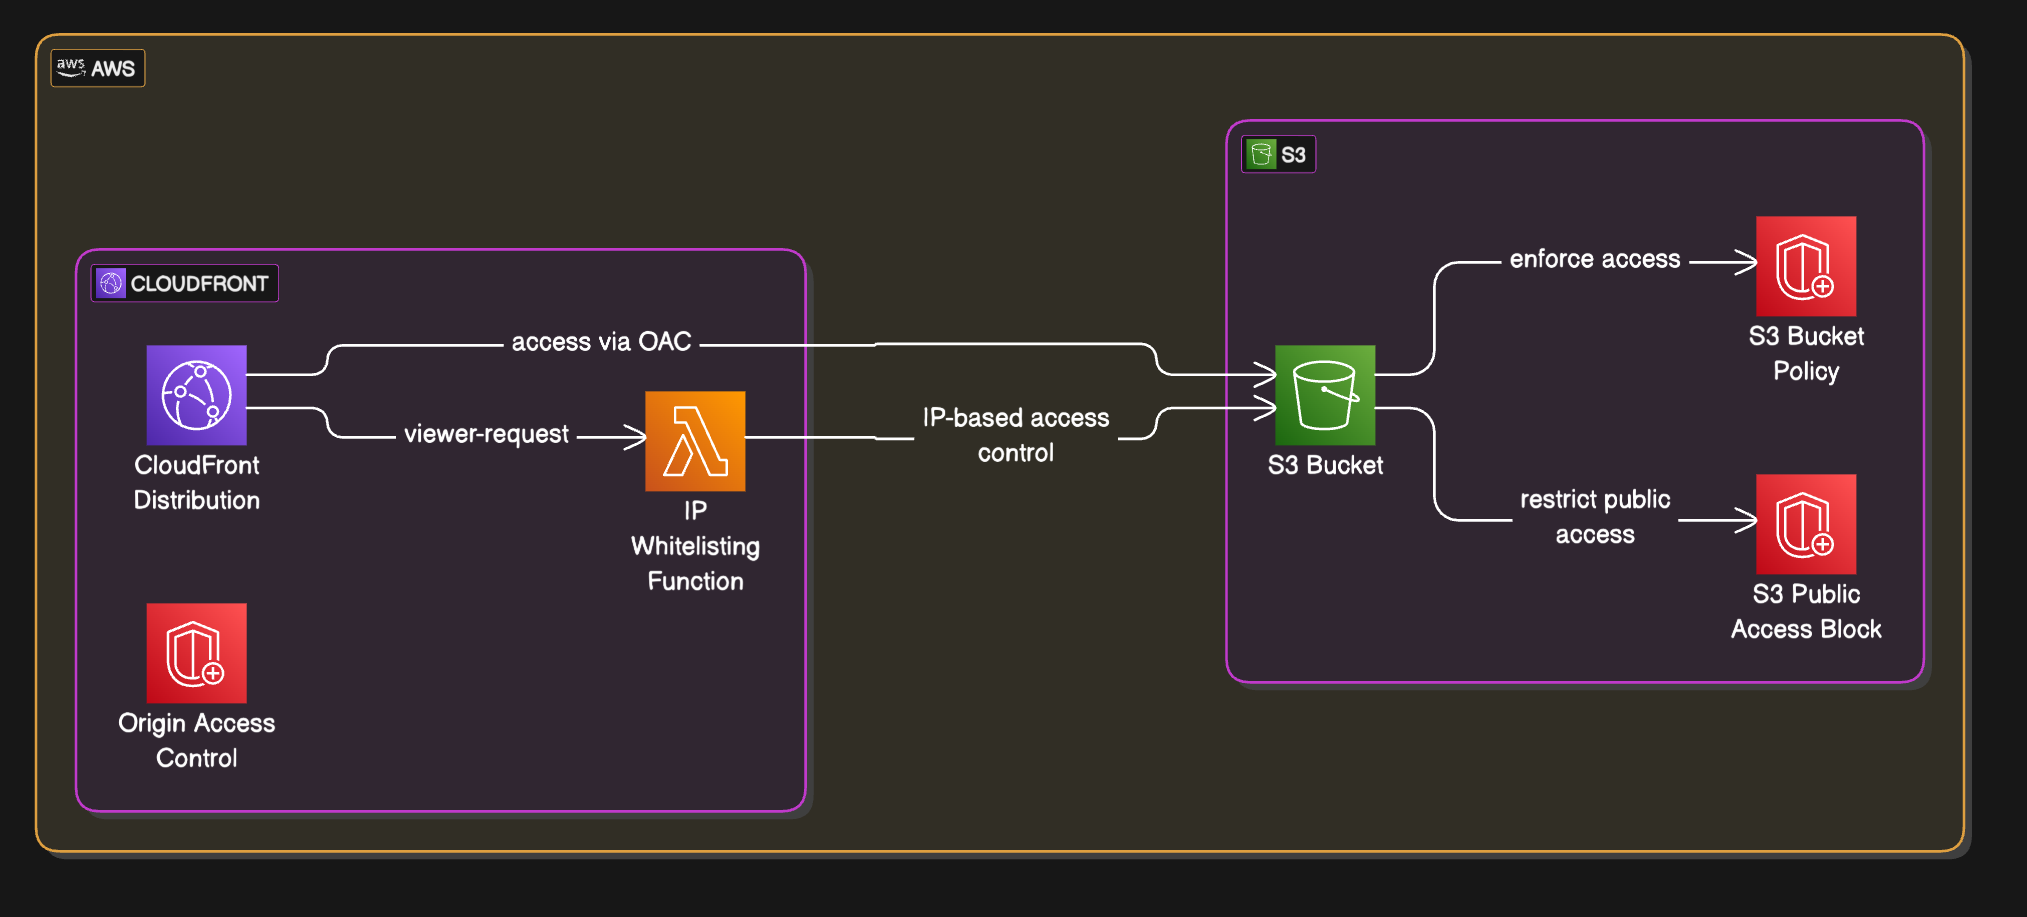 aws AWS
S3
enforce access
S3 Bucket
Policy
CLOUDFRONT
access via OAC
viewer-request
IP-based access
control
CloudFront
Distribution
S3 Bucket
IP
Whitelisting
Function
restrict public
access
S3 Public
Access Block
Origin Access
Control